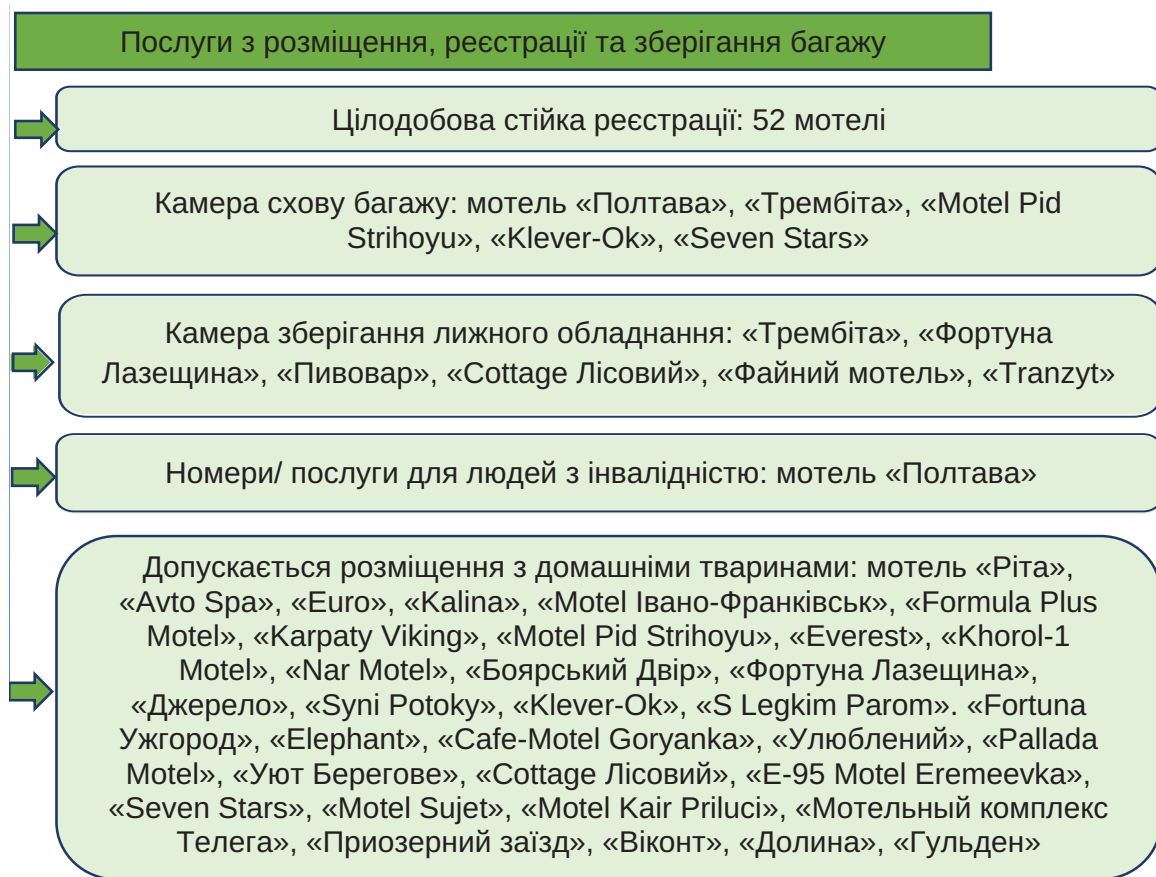 Послуги з розміщення, реєстрації та зберігання багажу
Цілодобова стійка реєстрації: 52 мотелі
Камера схову багажу: мотель «Полтава», «Трембіта», «Motel Pid
Strihoyu», «Klever-Ok», «Seven Stars»
Камера зберігання лижного обладнання: «Трембіта», «Фортуна
Лазещина», «Пивовар», «Cottage Лісовий», «Файний мотель», «Tranzyt»
Номери/ послуги для людей з інвалідністю: мотель «Полтава»
Допускається розміщення з домашніми тваринами: мотель «Ріта»,
«Avto Spa», «Euro», «Kalina», «Motel Івано-Франківськ», «Formula Plus
Motel», «Karpaty Viking», «Motel Pid Strihoyu», «Everest», «Khorol-1
Motel», «Nar Motel», «Боярський Двір», «Фортуна Лазещина»,
«Джерело», «Syni Potoky», «Klever-Ok», «S Legkim Parom». «Fortuna
Ужгород», «Elephant», «Cafe-Motel Goryanka», «Улюблений», «Pallada
Motel», «Уют Берегове», «Cottage Лісовий», «E-95 Motel Eremeevka»,
«Seven Stars», «Motel Sujet», «Motel Kair Priluci», «Мотельный комплекс
Телега», «Приозерний заїзд», «Віконт», «Долина», «Гульден»